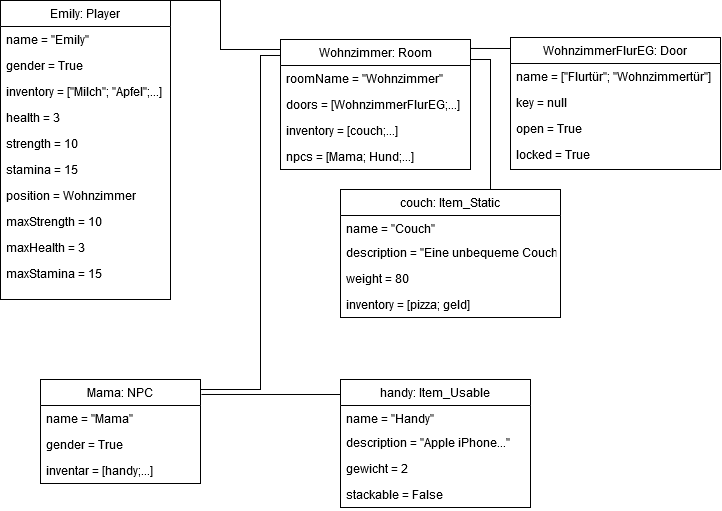 Emily: Player
name = "Emily"
gender = True
inventory = ["Milch"; "Apfel";...]
health = 3
strength = 10
stamina = 15
position = Wohnzimmer
maxStrength = 10
maxHealth = 3
maxStamina = 15
Wohnzimmer: Room
roomName = "Wohnzimmer"
doors = [WohnzimmerFlurEG;...]
inventory = [couch;...]
npcs = [Mama; Hund;...]
WohnzimmerFlurEG: Door
name = ["Flurtür"; "Wohnzimmertür"]
key = null
open = True
locked = True
couch: Item_Static
name = "Couch"
description = "Eine unbequeme Couch
weight = 80
inventory = [pizza; geld]
Mama: NPC
name = "Mama"
gender = True
inventar = [handy;...]
handy: Item_Usable
name = "Handy"
description = "Apple iPhone..."
gewicht = 2
stackable = False